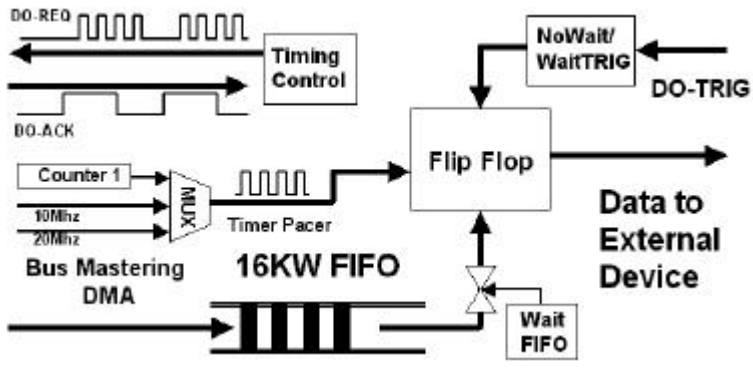 DO-REQ
Timing
Control
DO-ACK
NoWait/
WaitTRIG
DO-TRIG
Flip Flop
Counter 1
10Mhz
20Mhz
MUX
Timer Pacer
Data to
External
Device
Bus Mastering
DMA
16KW FIFO
Wait
FIFO